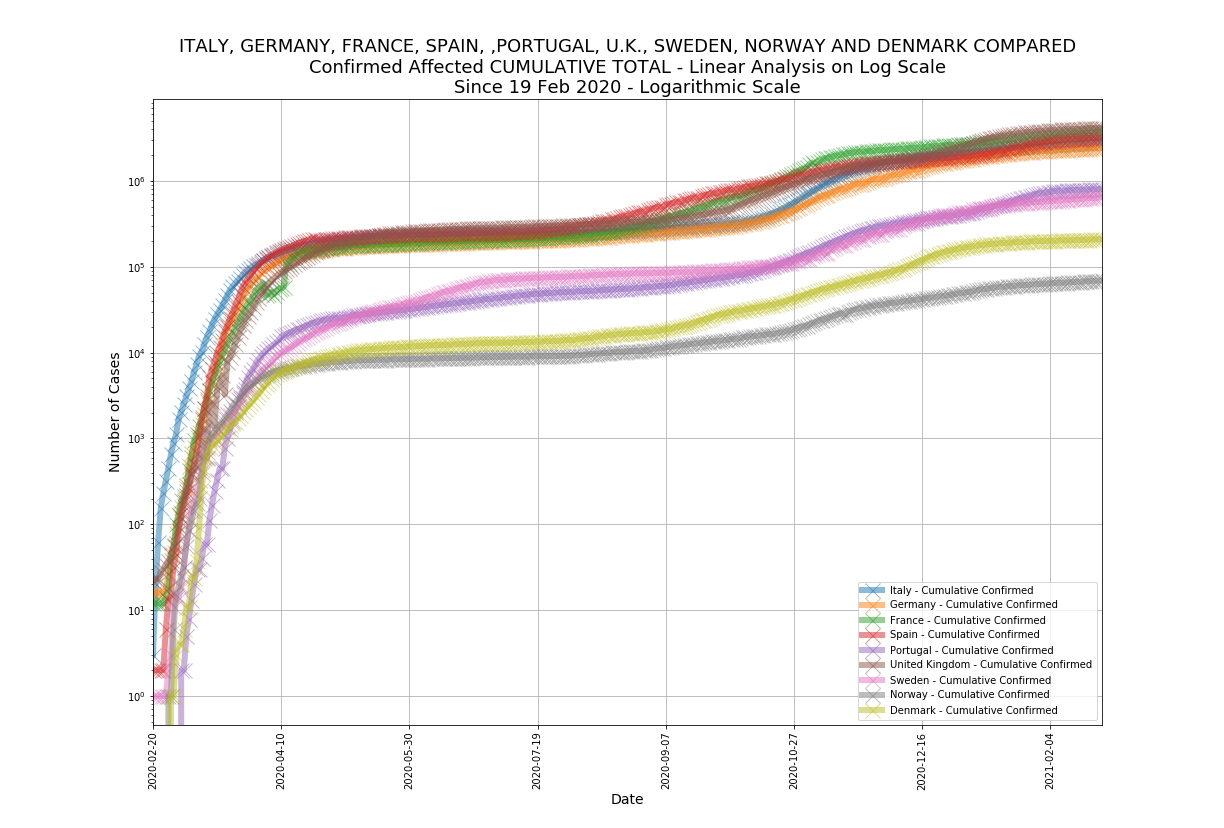 ITALY, GERMANY, FRANCE, SPAIN, ,PORTUGAL, U.K., SWEDEN, NORWAY AND DENMARK COMPARED
Confirmed Affected CUMULATIVE TOTAL - Linear Analysis on Log Scale
Since 19 Feb 2020 - Logarithmic Scale
Number of Cases
10⁶
10⁵
10⁴
10³
10²
10¹
10⁰
Italy - Cumulative Confirmed
Germany - Cumulative Confirmed
France - Cumulative Confirmed
Spain - Cumulative Confirmed
Portugal - Cumulative Confirmed
United Kingdom - Cumulative Confirmed
Sweden - Cumulative Confirmed
Norway - Cumulative Confirmed
Denmark - Cumulative Confirmed
2020-02-20
2020-04-10
2020-05-30
2020-07-19
2020-09-07
2020-10-27
2020-12-16
2021-02-04
Date